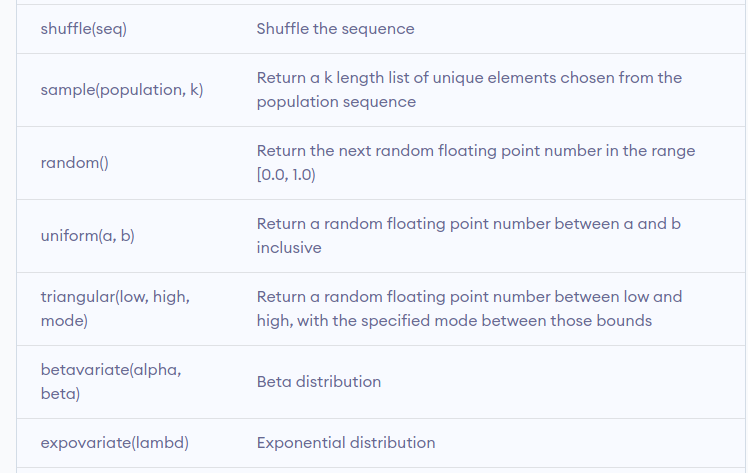 shuffle(seq)
Shuffle the sequence
sample(population, k)
Return a k length list of unique elements chosen from the
population sequence
random()
Return the next random floating point number in the range
[0.0, 1.0)
uniform(a, b)
Return a random floating point number between a and b
inclusive
triangular(low, high,
mode)
Return a random floating point number between low and
high, with the specified mode between those bounds
betavariate(alpha,
beta)
Beta distribution
expovariate(lambd)
Exponential distribution